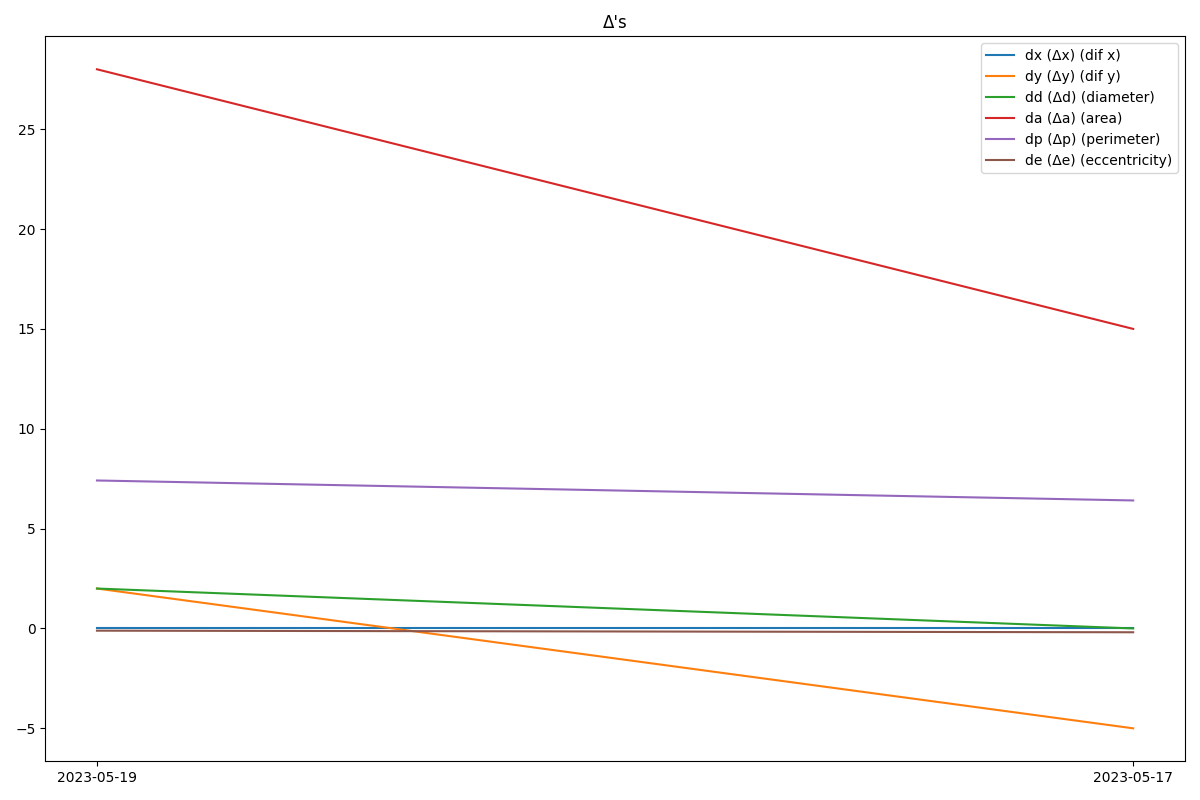 Δ's
dx (Δx) (dif x)
dy (Δy) (dif y)
dd (Δd) (diameter)
da (Δa) (area)
dp (Δp) (perimeter)
de (Δe) (eccentricity)
25
20
15
10
5
0
−5
2023-05-19 2023-05-17